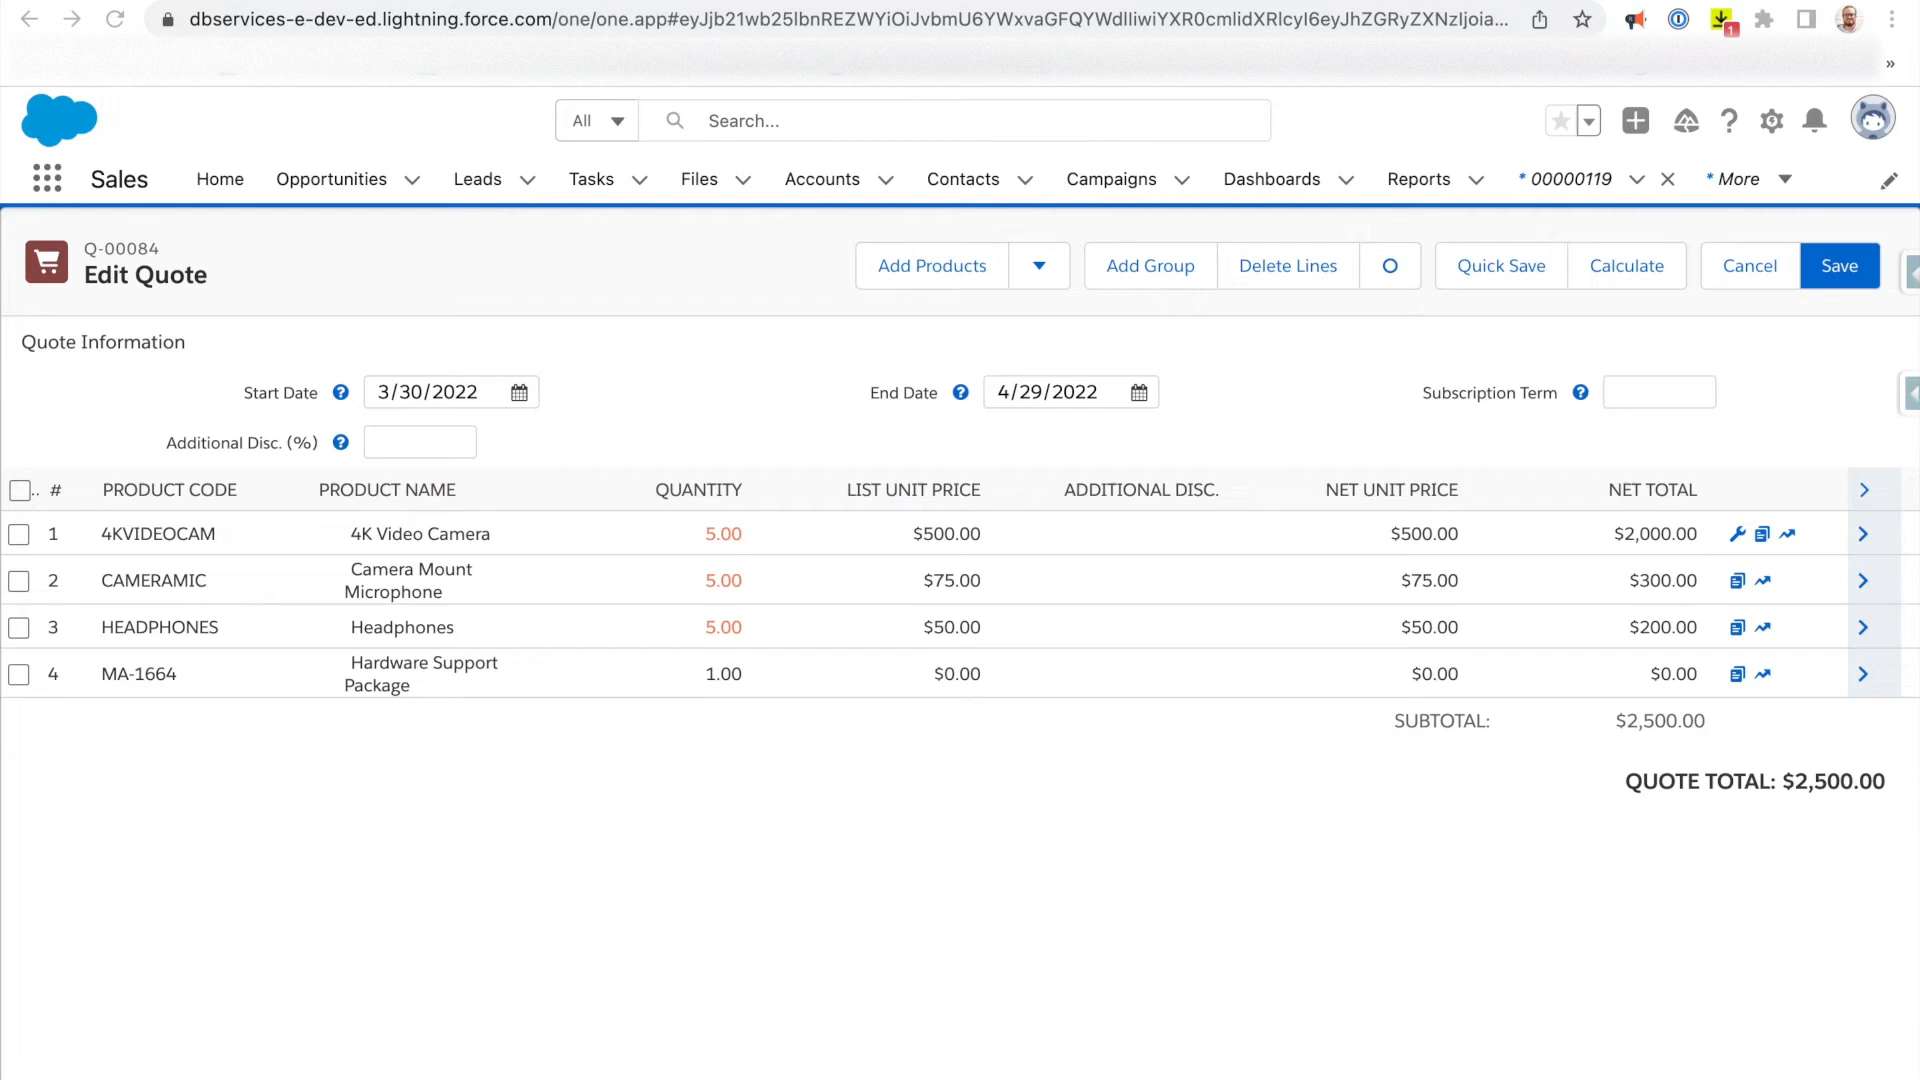 dbservices-e-dev-ed.lightning.force.com/one/one.app#eyJjb21wb25lbnREZWYiOiJvbmU6YWxvaGFQYWdlIiwiYXR0cmlidXRlcyI6eyJhZGRyZXNzIjoia...
1
»
All
Search...
Sales Home Opportunities Leads Tasks Files Accounts Contacts Campaigns Dashboards Reports * 00000119 * More
Q-00084
Edit Quote
Add Products Add Group Delete Lines Quick Save Calculate Cancel Save
Quote Information
Start Date ? 3/30/2022 End Date ? 4/29/2022 Subscription Term ?
Additional Disc. (%) ?
.. # PRODUCT CODE PRODUCT NAME QUANTITY LIST UNIT PRICE ADDITIONAL DISC. NET UNIT PRICE NET TOTAL
1 4KVIDEOCAM 4K Video Camera 5.00 $500.00 $500.00 $2,000.00
2 CAMERAMIC Camera Mount Microphone 5.00 $75.00 $75.00 $300.00
3 HEADPHONES Headphones 5.00 $50.00 $50.00 $200.00
4 MA-1664 Hardware Support Package 1.00 $0.00 $0.00 $0.00
SUBTOTAL: $2,500.00
QUOTE TOTAL: $2,500.00